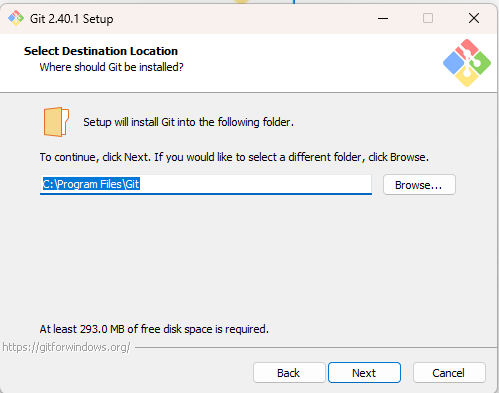 Git 2.40.1 Setup
Select Destination Location
Where should Git be installed?
Setup will install Git into the following folder.
To continue, click Next. If you would like to select a different folder, click Browse.
C:\Program Files\Git
Browse...
At least 293.0 MB of free disk space is required.
https://gitforwindows.org/
Back
Next
Cancel